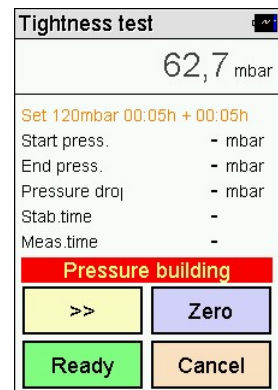 Tightness test
62,7 mbar
Set 120mbar 00:05h + 00:05h
Start press. - mbar
End press. - mbar
Pressure drop - mbar
Stab.time -
Meas.time -
Pressure building
>> Zero
Ready Cancel